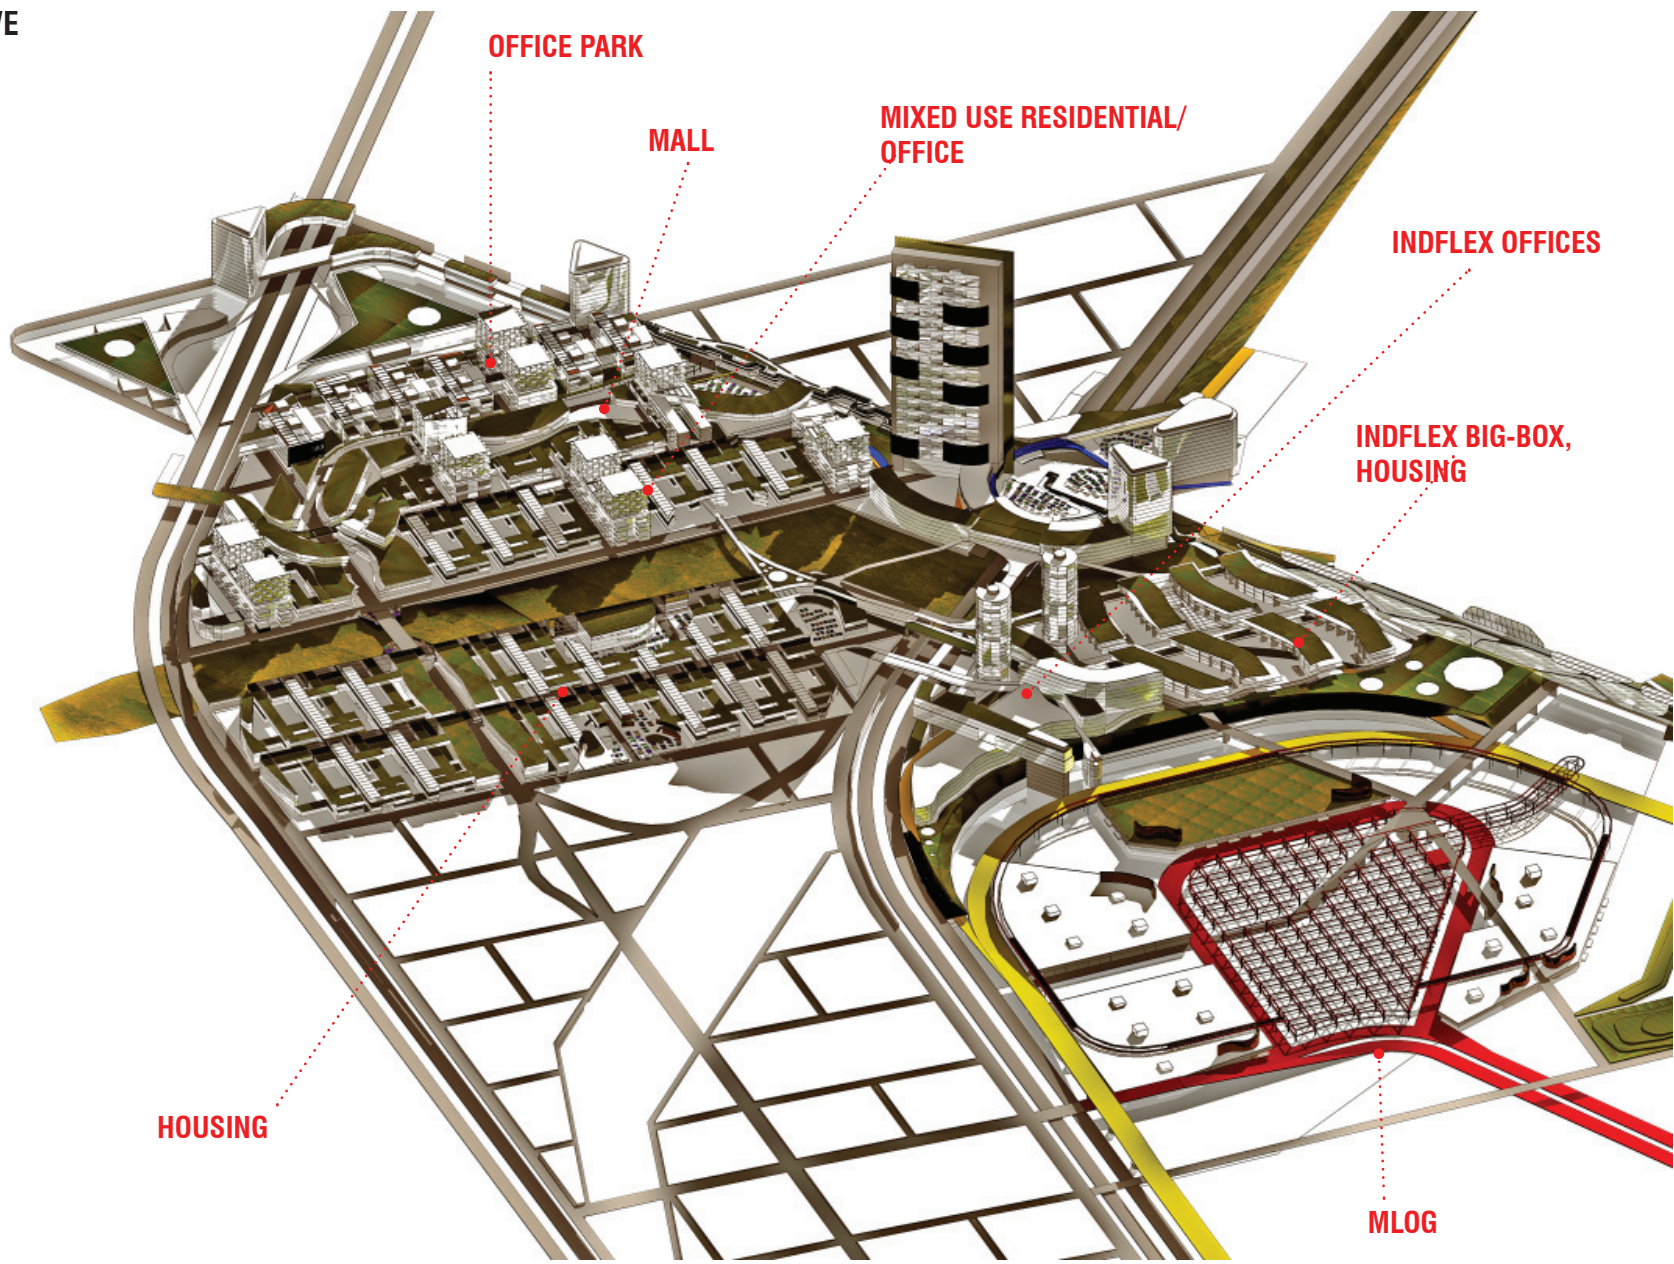 OFFICE PARK
MALL
MIXED USE RESIDENTIAL/
OFFICE
INDFLEX OFFICES
INDFLEX BIG-BOX,
HOUSING
HOUSING
MLOG